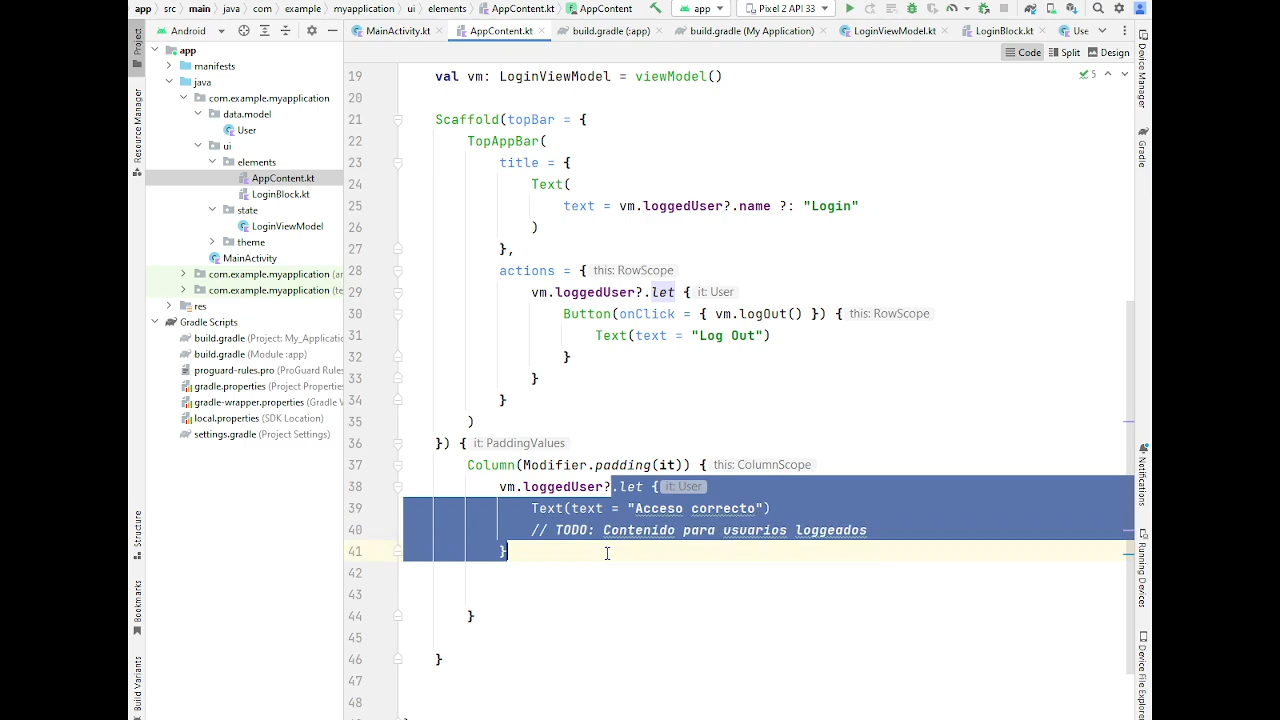 app
src
main
java
com
example
myapplication
ui
elements
AppContent.kt
AppContent
app
Pixel 2 API 33
Android
MainActivity.kt
AppContent.kt
build.gradle (:app)
build.gradle (My Application)
LoginViewModel.kt
LoginBlock.kt
Use
Code
Split
Design
Project
Resource Manager
Structure
Bookmarks
Build Variants
app
manifests
java
com.example.myapplication
data.model
User
ui
elements
AppContent.kt
LoginBlock.kt
state
LoginViewModel
theme
MainActivity
com.example.myapplication (ar
com.example.myapplication (te
res
Gradle Scripts
build.gradle (Project: My_Applicatio
build.gradle (Module :app)
proguard-rules.pro (ProGuard Rules
gradle.properties (Project Properties
gradle-wrapper.properties (Gradle V
local.properties (SDK Location)
settings.gradle (Project Settings)
5
19 val vm: LoginViewModel = viewModel()
20
21 Scaffold(topBar = {
22 TopAppBar(
23 title = {
24 Text(
25 text = vm.loggedUser?.name ?: "Login"
26 )
27 },
28 actions = { this: RowScope
29 vm.loggedUser?.let { it: User
30 Button(onClick = { vm.logOut() }) { this: RowScope
31 Text(text = "Log Out")
32 }
33 }
34 }
35 )
36 }) { it: PaddingValues
37 Column(Modifier.padding(it)) { this: ColumnScope
38 vm.loggedUser?.let { it: User
39 Text(text = "Acceso correcto")
40 // TODO: Contenido para usuarios loggeados
41 }
42
43
44 }
45
46 }
47
48
Device Manager
Gradle
Notifications
Running Devices
Device File Explorer